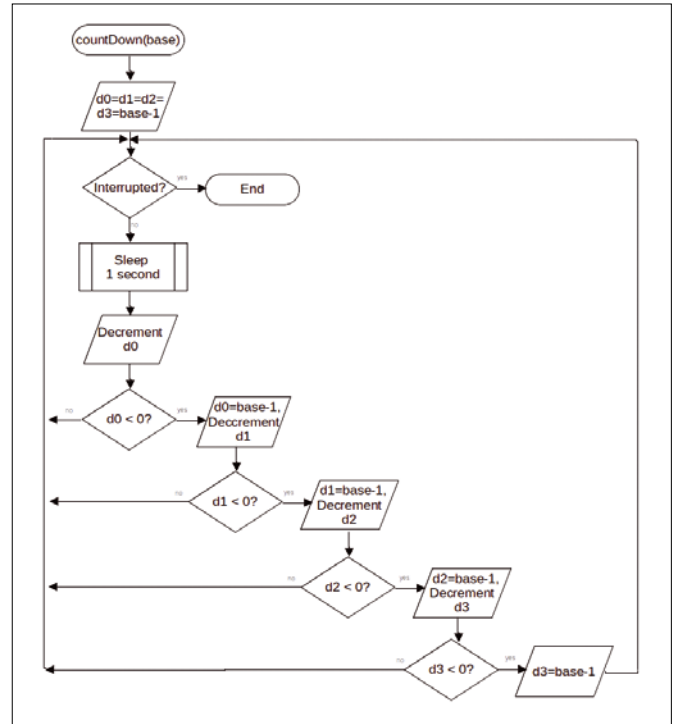 countDown(base)
d0=d1=d2=
d3=base-1
Interrupted?
yes
End
no
Sleep
1 second
Decrement
d0
d0 < 0?
no
yes
d0=base-1,
Deccrement
d1
d1 < 0?
no
yes
d1=base-1,
Decrement
d2
d2 < 0?
no
yes
d2=base-1,
Decrement
d3
d3 < 0?
no
yes
d3=base-1